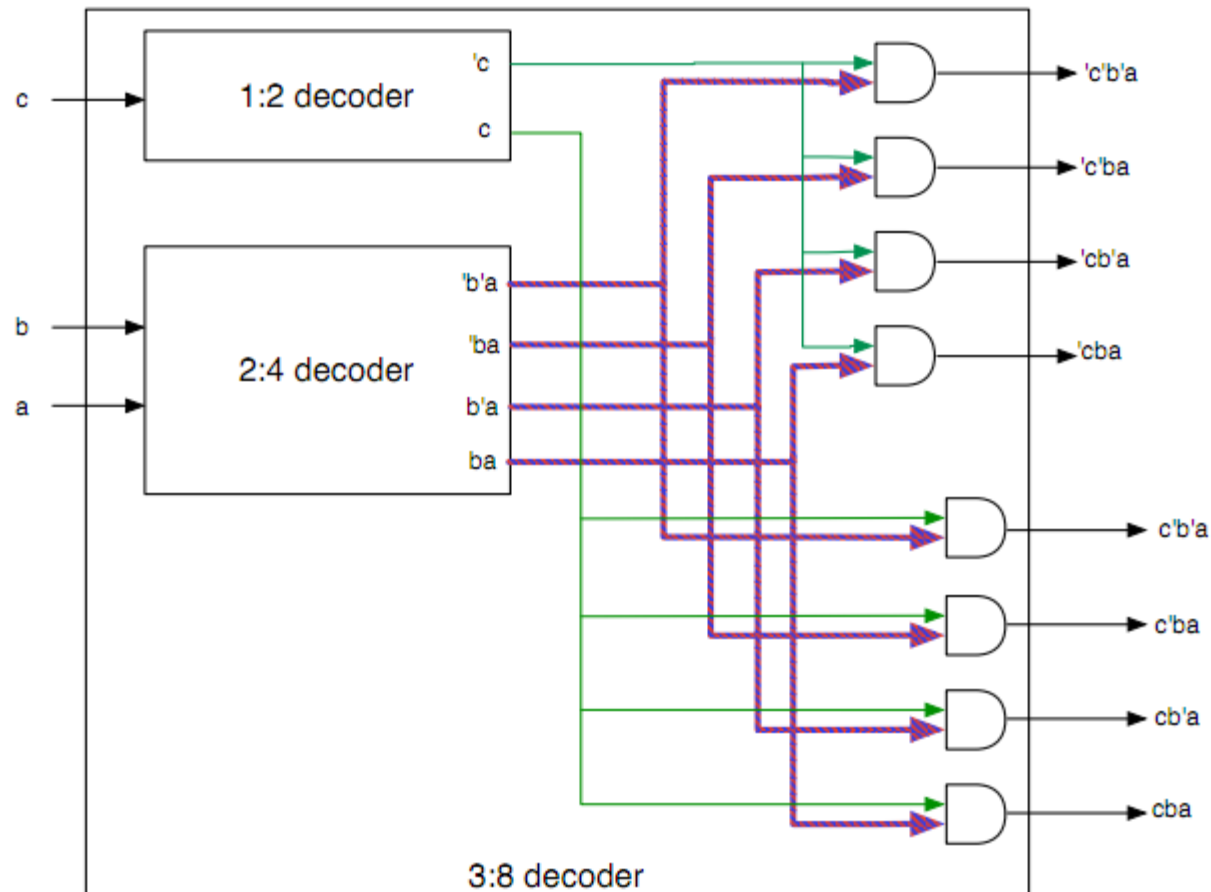 'c
c
1:2 decoder
c
'c'b'a
'c'ba
'cb'a
'cba
b
a
2:4 decoder
'b'a
'ba
b'a
ba
c'b'a
c'ba
cb'a
cba
3:8 decoder